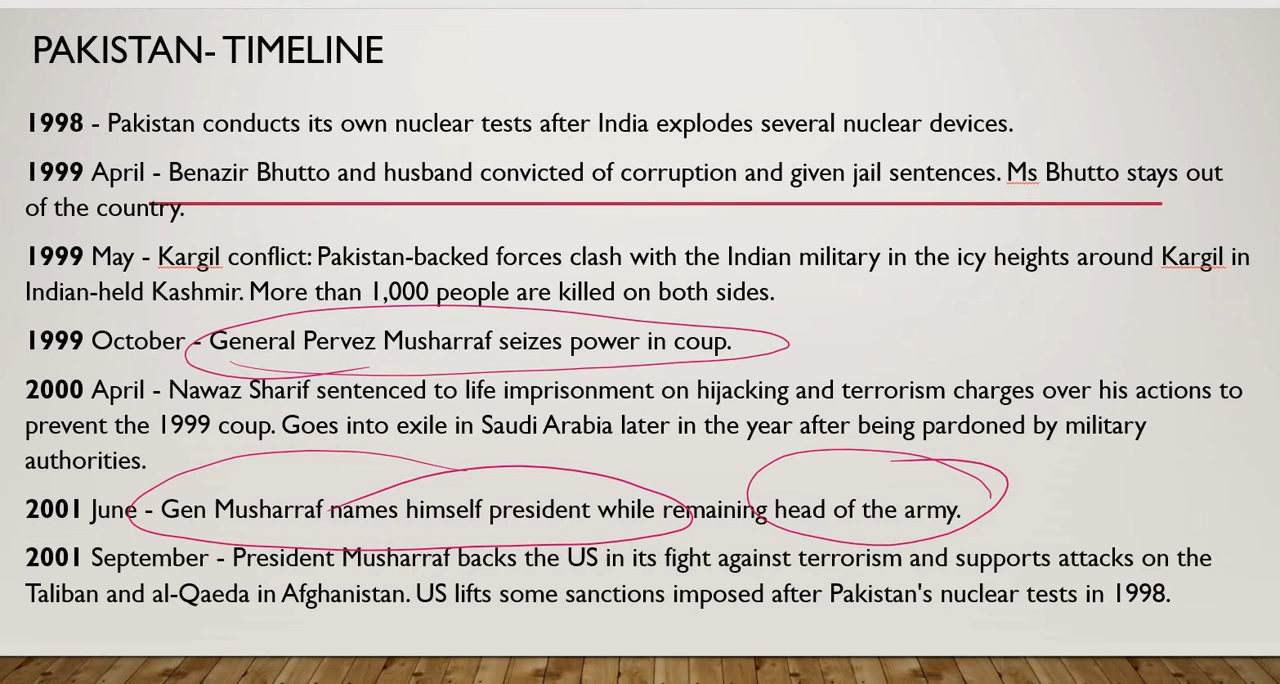 PAKISTAN- TIMELINE
1998 - Pakistan conducts its own nuclear tests after India explodes several nuclear devices.
1999 April - Benazir Bhutto and husband convicted of corruption and given jail sentences. Ms Bhutto stays out
of the country.
1999 May - Kargil conflict: Pakistan-backed forces clash with the Indian military in the icy heights around Kargil in
Indian-held Kashmir. More than 1,000 people are killed on both sides.
1999 October - General Pervez Musharraf seizes power in coup.
2000 April - Nawaz Sharif sentenced to life imprisonment on hijacking and terrorism charges over his actions to
prevent the 1999 coup. Goes into exile in Saudi Arabia later in the year after being pardoned by military
authorities.
2001 June - Gen Musharraf names himself president while remaining head of the army.
2001 September - President Musharraf backs the US in its fight against terrorism and supports attacks on the
Taliban and al-Qaeda in Afghanistan. US lifts some sanctions imposed after Pakistan's nuclear tests in 1998.